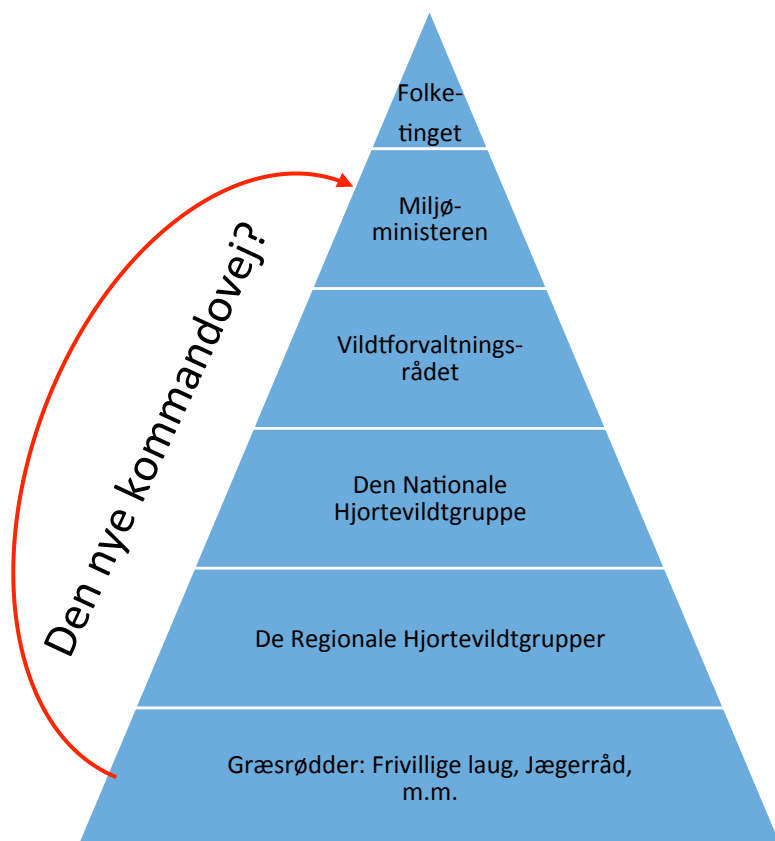 Folke-
tinget
Miljø-
ministeren
Den nye kommandovej?
Vildtforvaltnings-
rådet
Den Nationale
Hjortevildtgruppe
De Regionale Hjortevildtgrupper
Græsrødder: Frivillige laug, Jægerråd,
m.m.